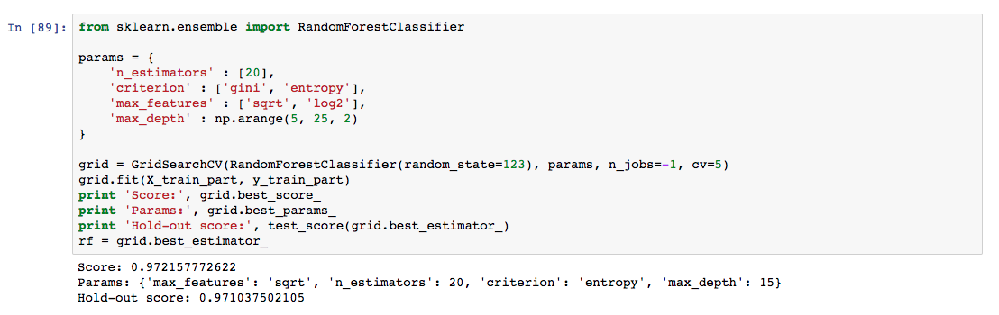 In [89]: from sklearn.ensemble import RandomForestClassifier
params = {
'n_estimators' : [20],
'criterion' : ['gini', 'entropy'],
'max_features' : ['sqrt', 'log2'],
'max_depth' : np.arange(5, 25, 2)
}
grid = GridSearchCV(RandomForestClassifier(random_state=123), params, n_jobs=-1, cv=5)
grid.fit(X_train_part, y_train_part)
print 'Score:', grid.best_score_
print 'Params:', grid.best_params_
print 'Hold-out score:', test_score(grid.best_estimator_)
rf = grid.best_estimator_
Score: 0.972157772622
Params: {'max_features': 'sqrt', 'n_estimators': 20, 'criterion': 'entropy', 'max_depth': 15}
Hold-out score: 0.971037502105